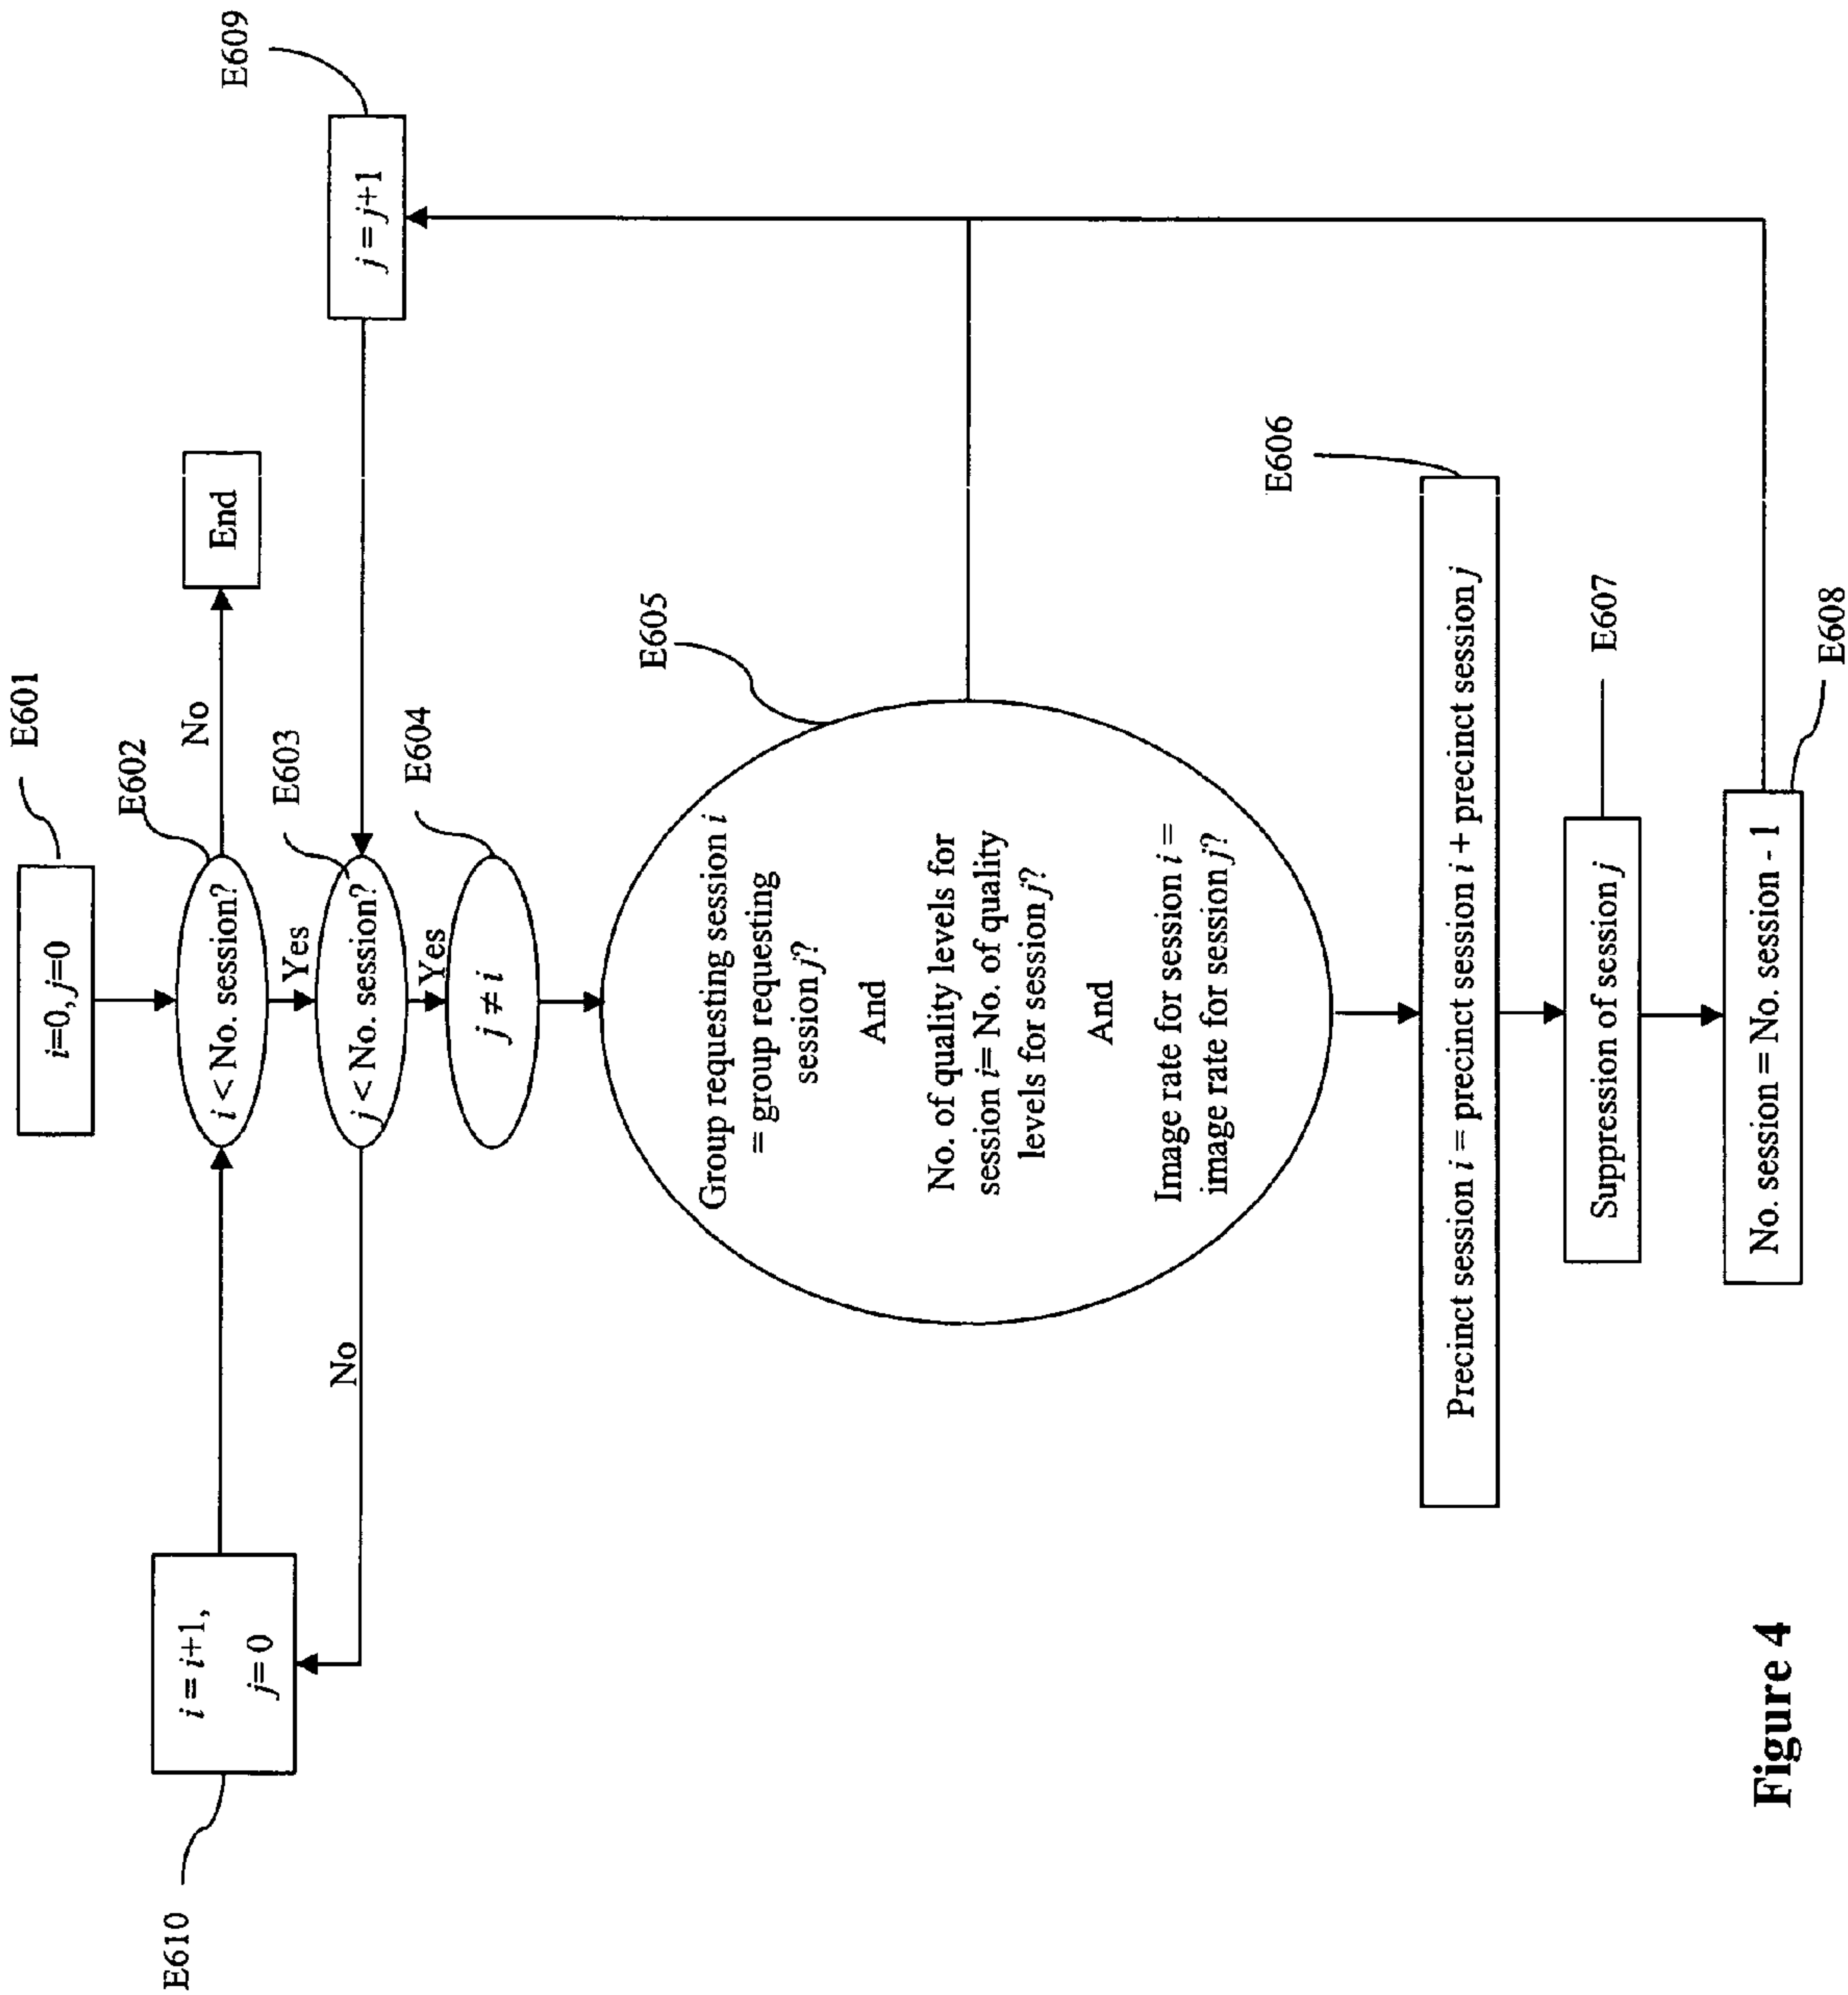 E601
i=0, j=0
E602
i < No. session?
No
End
Yes
E603
j < No. session?
No
Yes
E604
j ≠ i
E605
Group requesting session i
= group requesting
session j?
And
No. of quality levels for
session i= No. of quality
levels for session j?
And
Image rate for session i =
image rate for session j?
E606
Precinct session i = precinct session i + precinct session j
E607
Suppression of session j
E608
No. session = No. session - 1
E609
j = j+1
E610
i = i+1,
j= 0
Figure 4